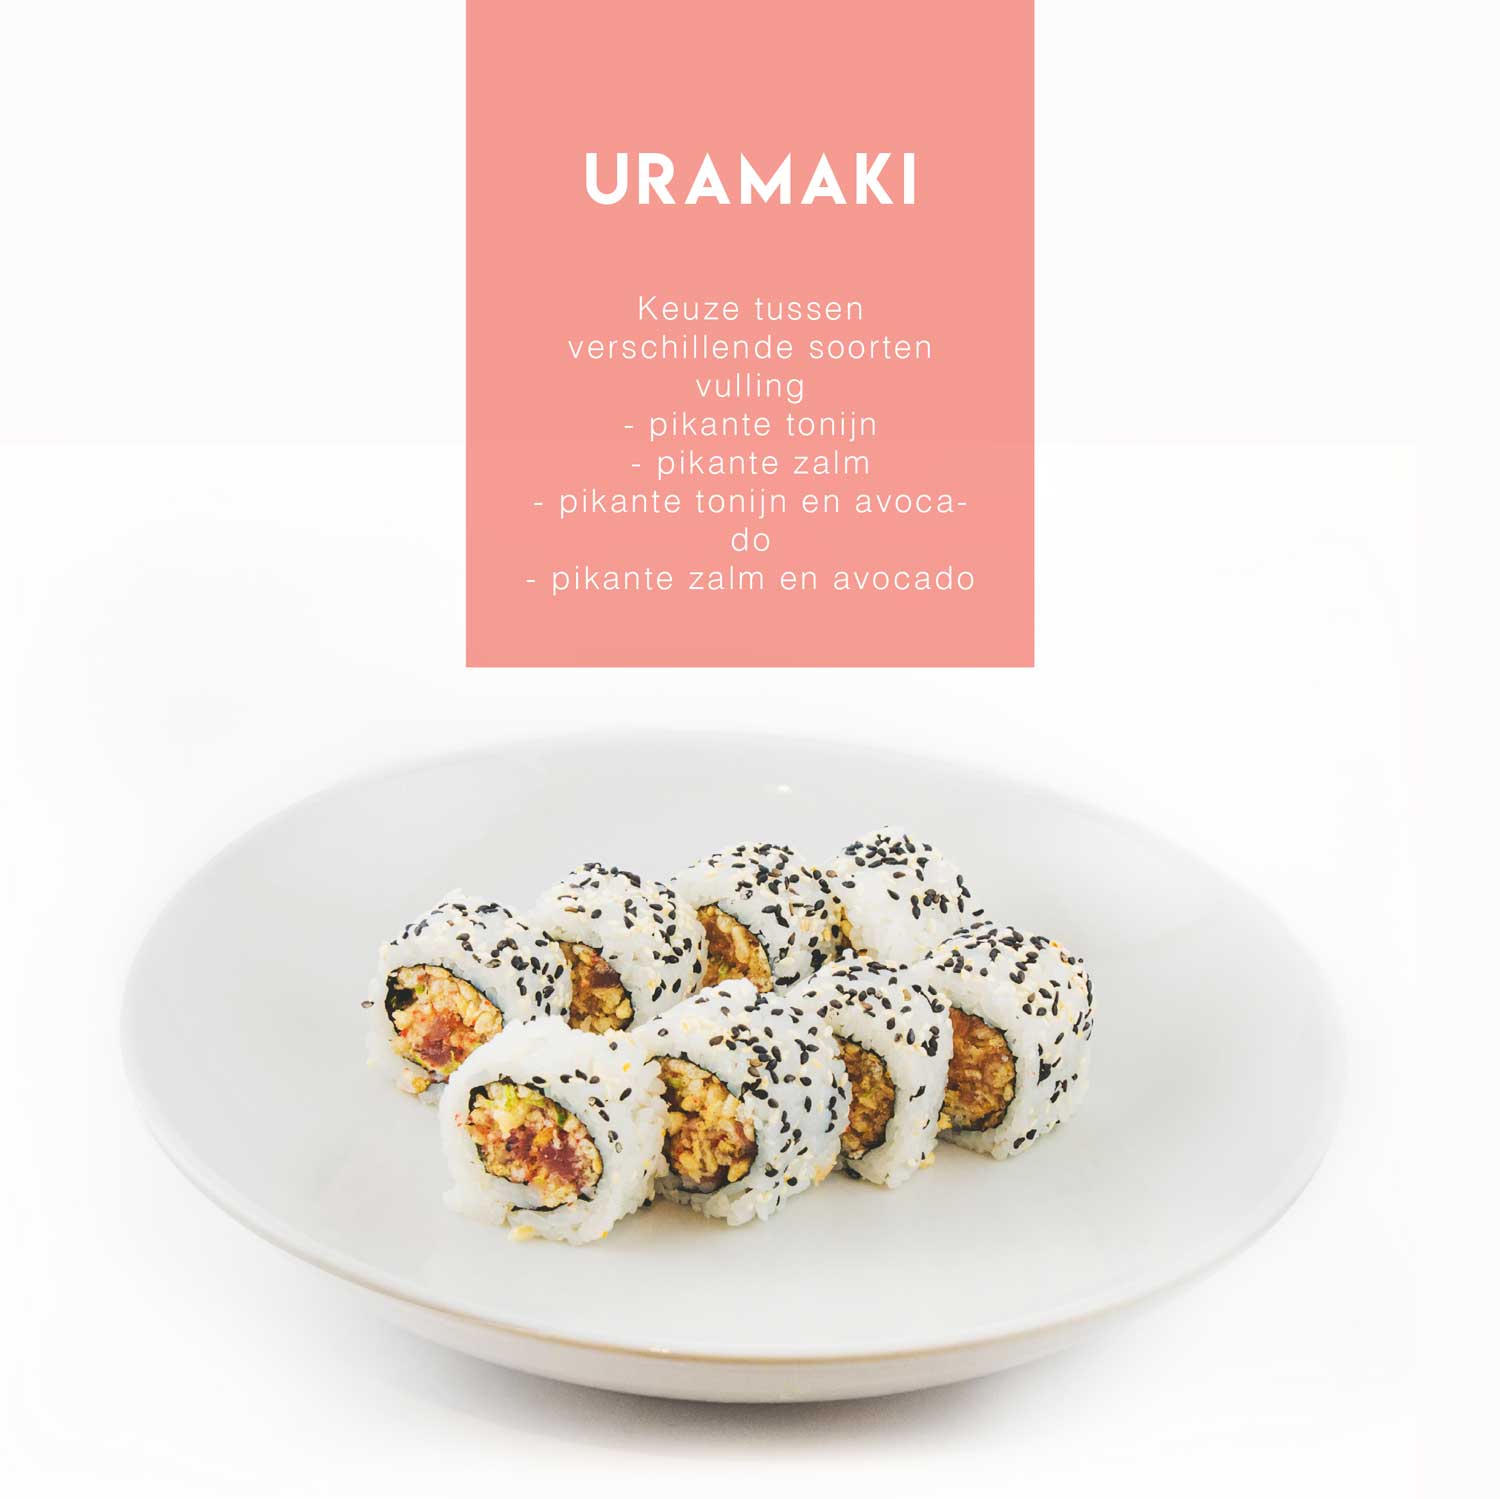 URAMAKI
Keuze tussen
verschillende soorten
vulling
- pikante tonijn
- pikante zalm
- pikante tonijn en avoca-
do
- pikante zalm en avocado